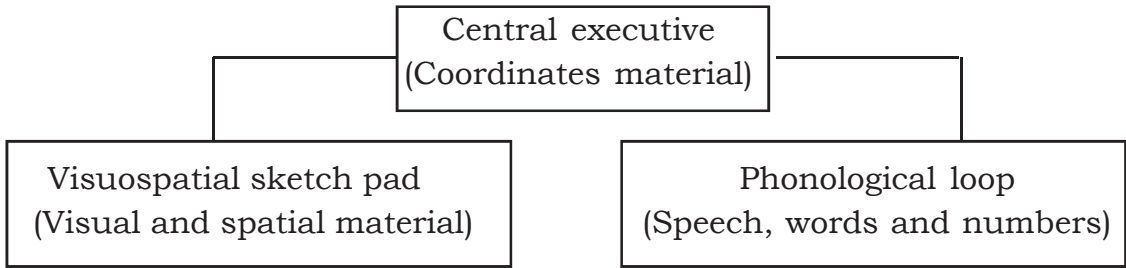 Central executive
(Coordinates material)
Visuospatial sketch pad
(Visual and spatial material)
Phonological loop
(Speech, words and numbers)